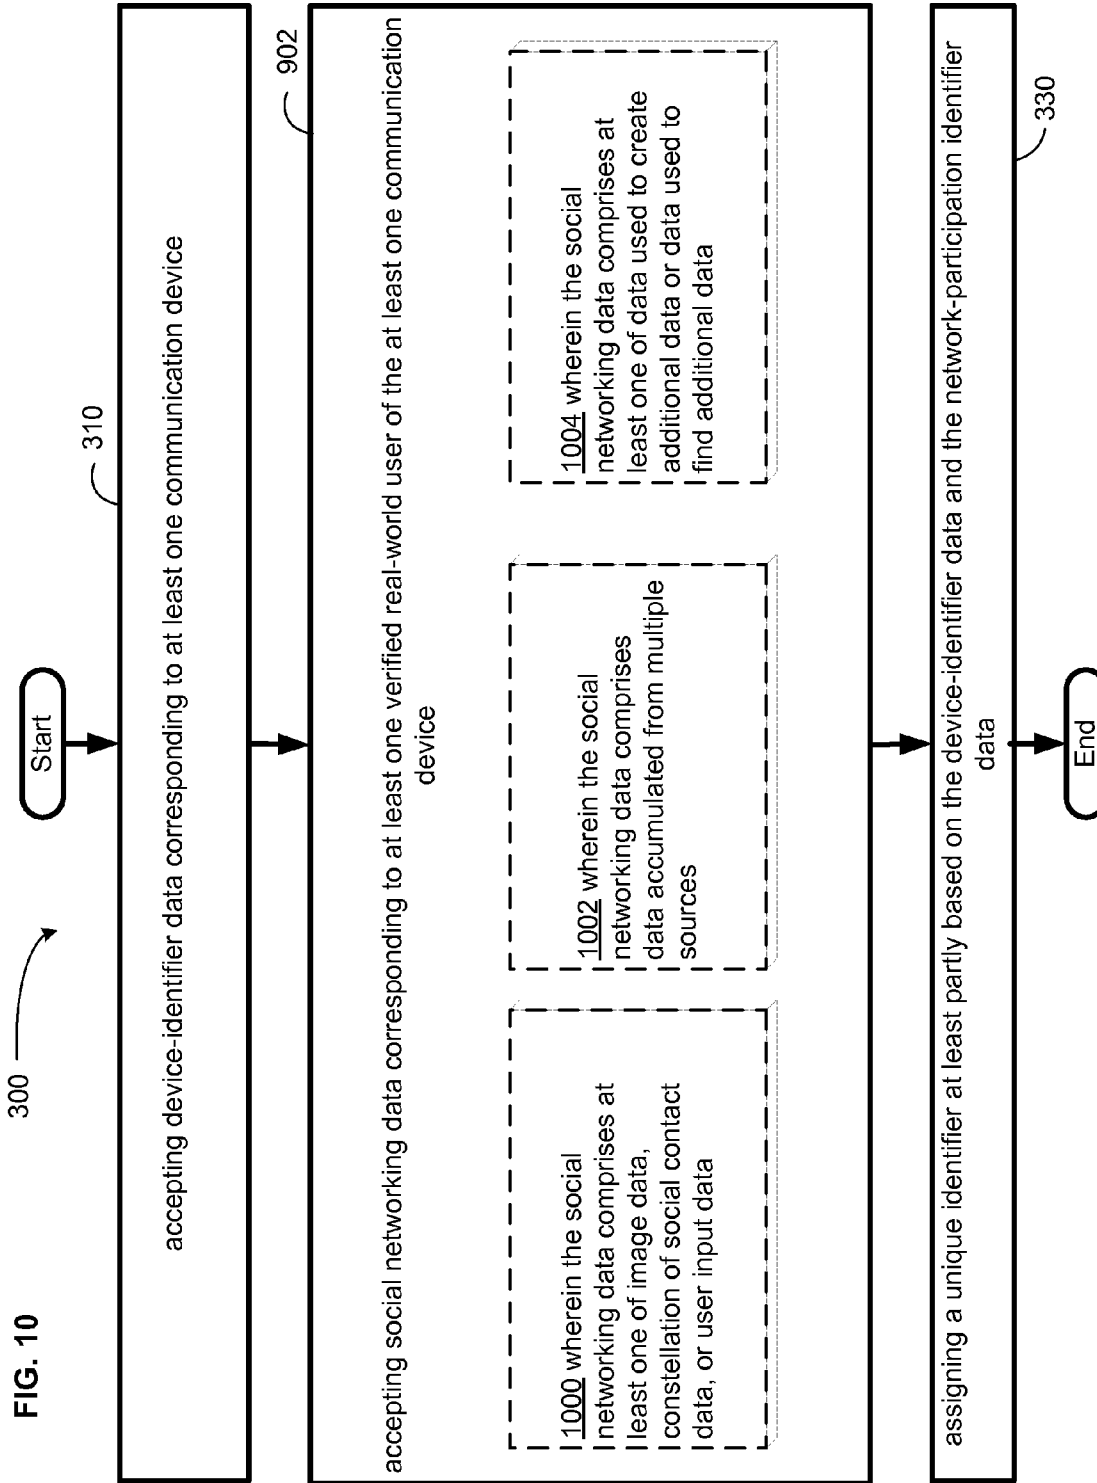 FIG. 10
300
Start
310
accepting device-identifier data corresponding to at least one communication device
902
accepting social networking data corresponding to at least one verified real-world user of the at least one communication
device
1000 wherein the social
networking data comprises at
least one of image data,
constellation of social contact
data, or user input data
1002 wherein the social
networking data comprises
data accumulated from multiple
sources
1004 wherein the social
networking data comprises at
least one of data used to create
additional data or data used to
find additional data
330
assigning a unique identifier at least partly based on the device-identifier data and the network-participation identifier
data
End